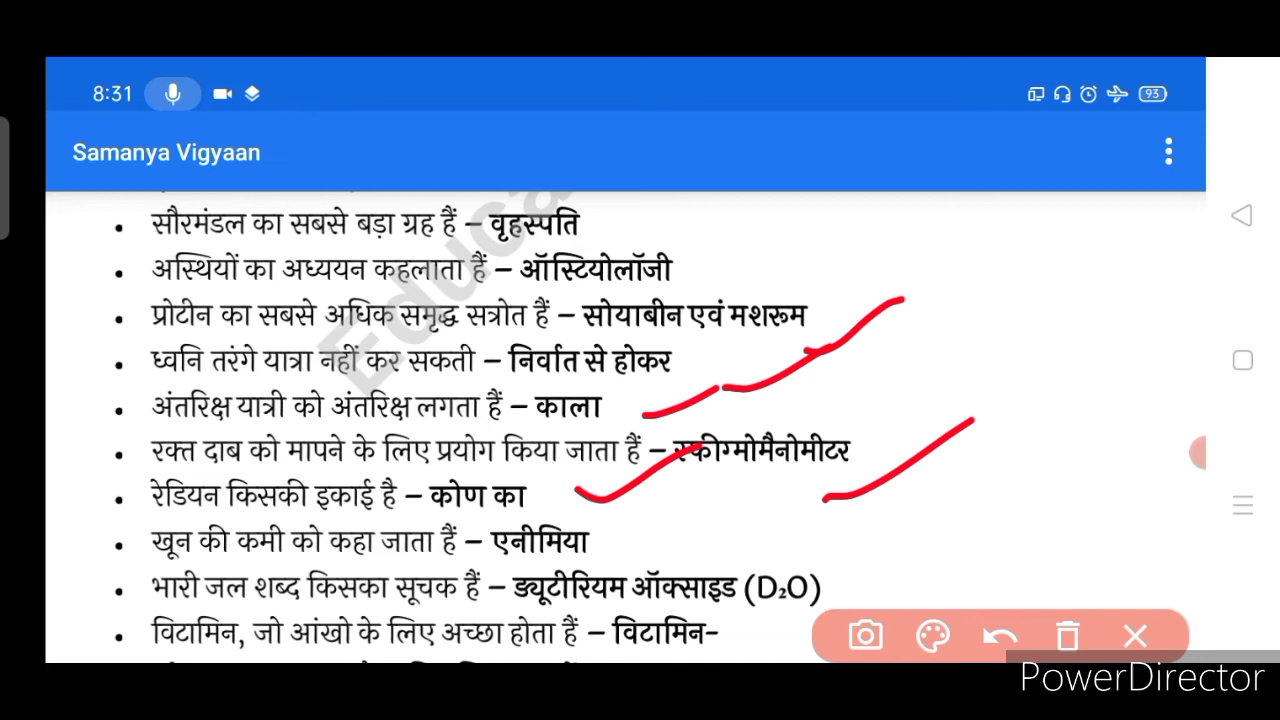 8:31
93
Samanya Vigyaan
सौरमंडल का सबसे बड़ा ग्रह हैं – वृहस्पति
अस्थियों का अध्ययन कहलाता हैं – ऑस्टियोलॉजी
प्रोटीन का सबसे अधिक समृद्ध सत्रोत हैं – सोयाबीन एवं मशरूम
ध्वनि तरंगे यात्रा नहीं कर सकती – निर्वात से होकर
अंतरिक्ष यात्री को अंतरिक्ष लगता हैं – काला
रक्त दाब को मापने के लिए प्रयोग किया जाता हैं – स्फीग्मोमैनोमीटर
रेडियन किसकी इकाई है – कोण का
खून की कमी को कहा जाता हैं – एनीमिया
भारी जल शब्द किसका सूचक हैं – ड्यूटीरियम ऑक्साइड (D₂O)
विटामिन, जो आंखो के लिए अच्छा होता हैं – विटामिन-
PowerDirector